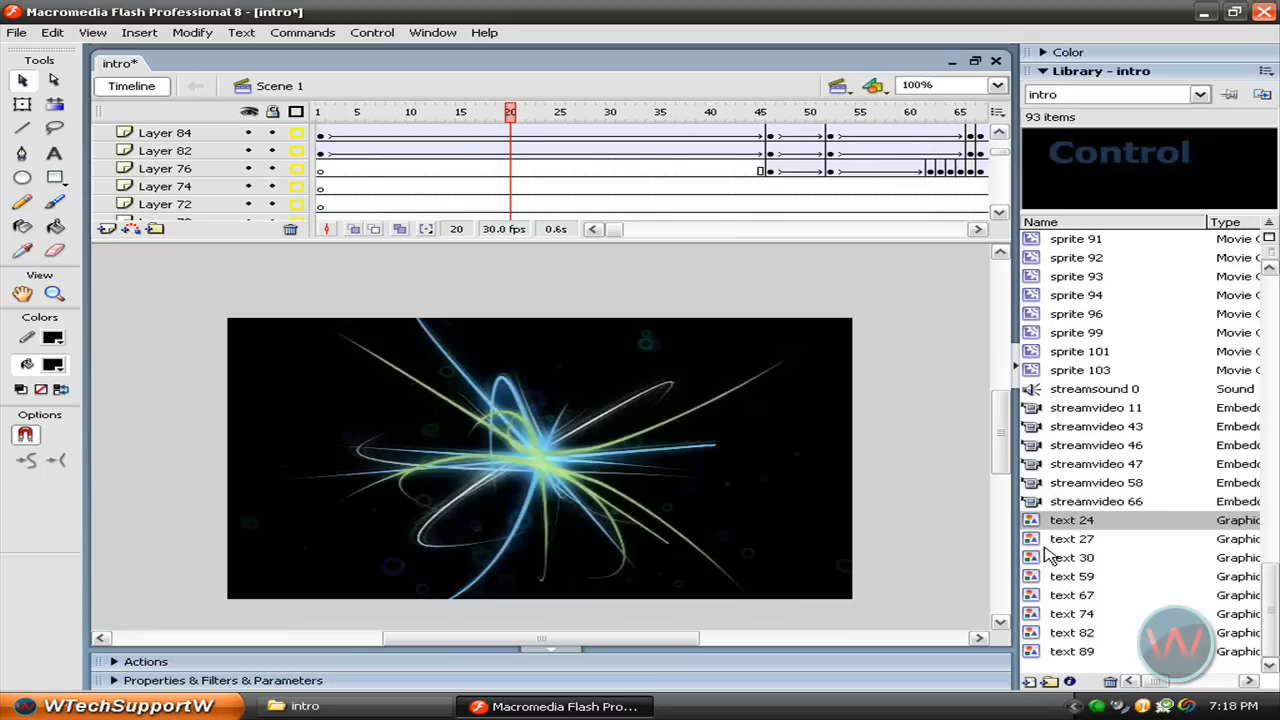 Macromedia Flash Professional 8 - [intro*]
File Edit View Insert Modify Text Commands Control Window Help
Tools
View
Colors
Options
intro*
Timeline Scene 1 100%
1 5 10 15 20 25 30 35 40 45 50 55 60 65
Layer 84
Layer 82
Layer 76
Layer 74
Layer 72
20 30.0 fps 0.6s
Actions
Properties & Filters & Parameters
Color
Library - intro
intro
93 items
Control
Name Type
sprite 91 Movie C
sprite 92 Movie C
sprite 93 Movie C
sprite 94 Movie C
sprite 96 Movie C
sprite 99 Movie C
sprite 101 Movie C
sprite 103 Movie C
streamsound 0 Sound
streamvideo 11 Embedd
streamvideo 43 Embedd
streamvideo 46 Embedd
streamvideo 47 Embedd
streamvideo 58 Embedd
streamvideo 66 Embedd
text 24 Graphic
text 27 Graphic
text 30 Graphic
text 59 Graphic
text 67 Graphic
text 74 Graphic
text 82 Graphic
text 89 Graphic
W
WTechSupportW intro Macromedia Flash Pro... 7:18 PM